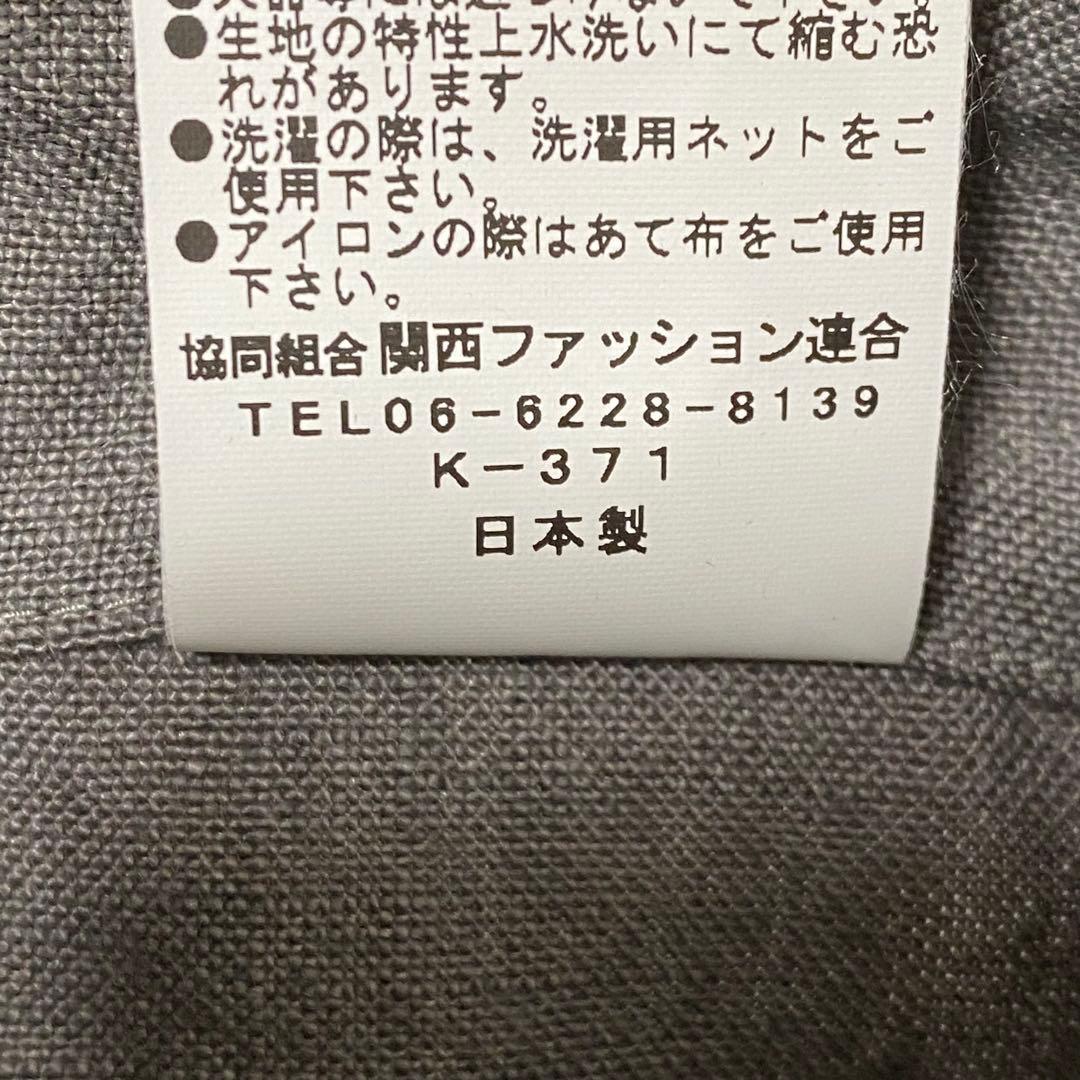 ●生地の特性上水洗いにて縮む恐
れがあります。
●洗濯の際は、洗濯用ネットをご
使用下さい。
●アイロンの際はあて布をご使用
下さい。
協同組合 関西ファッション連合
TEL06-6228-8139
K-371
日本製